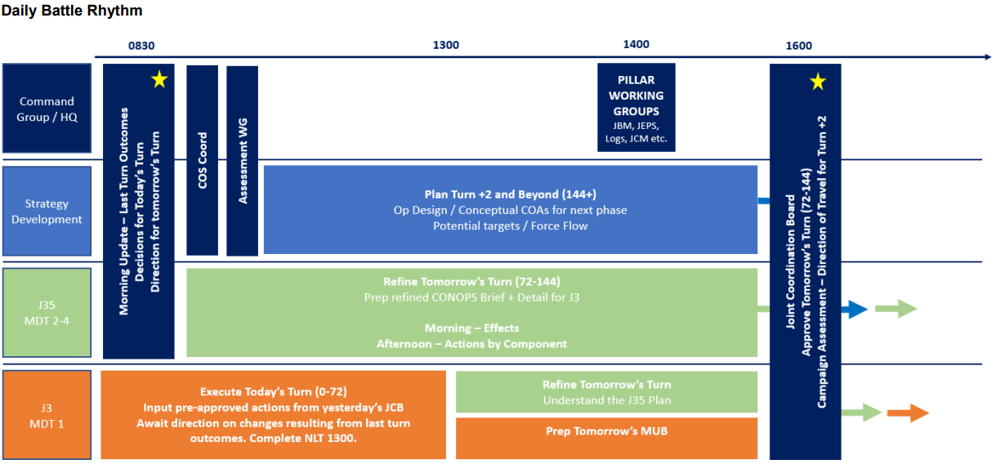 Daily Battle Rhythm
0830
1300
1400
1600
Command
Group / HQ
Morning Update – Last Turn Outcomes
Decisions for Today's Turn
Direction for tomorrow's Turn
COS Coord
Assessment WG
PILLAR
WORKING
GROUPS
JBM, JEPS,
Logs, JCM etc.
Joint Coordination Board
Approve Tomorrow's Turn (72-144)
Campaign Assessment – Direction of Travel for Turn +2
Strategy
Development
Plan Turn +2 and Beyond (144+)
Op Design / Conceptual COAs for next phase
Potential targets / Force Flow
J35
MDT 2-4
Refine Tomorrow's Turn (72-144)
Prep refined CONOPS Brief + Detail for J3
Morning – Effects
Afternoon – Actions by Component
J3
MDT 1
Execute Today's Turn (0-72)
Input pre-approved actions from yesterday's JCB
Await direction on changes resulting from last turn
outcomes. Complete NLT 1300.
Refine Tomorrow's Turn
Understand the J35 Plan
Prep Tomorrow's MUB